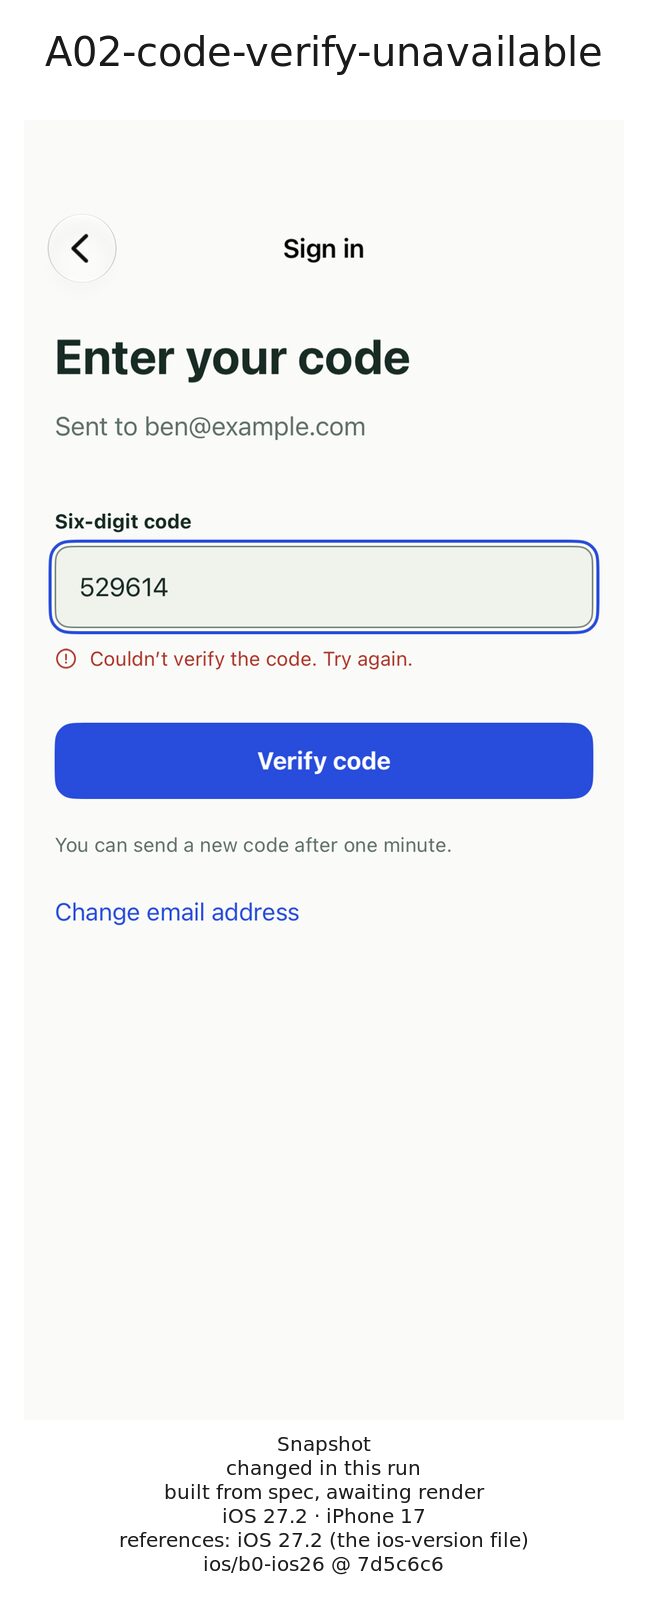 A02-code-verify-unavailable
Sign in
Enter your code
Sent to ben@example.com
Six-digit code
529614
Couldn’t verify the code. Try again.
Verify code
You can send a new code after one minute.
Change email address
Snapshot
changed in this run
built from spec, awaiting render
iOS 27.2 · iPhone 17
references: iOS 27.2 (the ios-version file)
ios/b0-ios26 @ 7d5c6c6